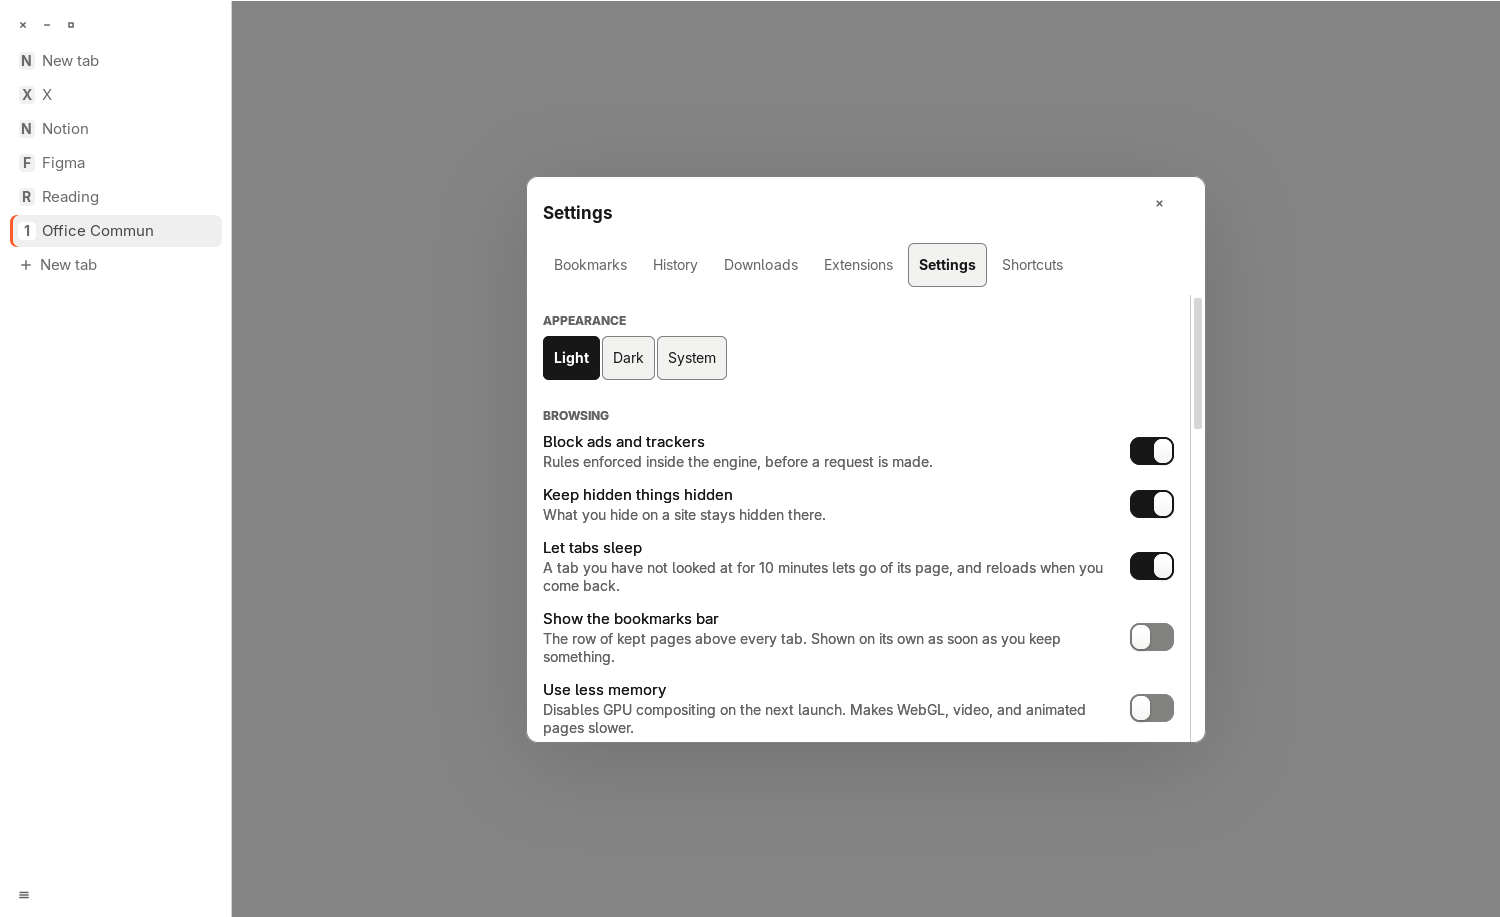 N New tab
X X
N Notion
F Figma
R Reading
1 Office Commun
+ New tab
Settings
×
Bookmarks History Downloads Extensions Settings Shortcuts
APPEARANCE
Light Dark System
BROWSING
Block ads and trackers
Rules enforced inside the engine, before a request is made.
Keep hidden things hidden
What you hide on a site stays hidden there.
Let tabs sleep
A tab you have not looked at for 10 minutes lets go of its page, and reloads when you
come back.
Show the bookmarks bar
The row of kept pages above every tab. Shown on its own as soon as you keep
something.
Use less memory
Disables GPU compositing on the next launch. Makes WebGL, video, and animated
pages slower.